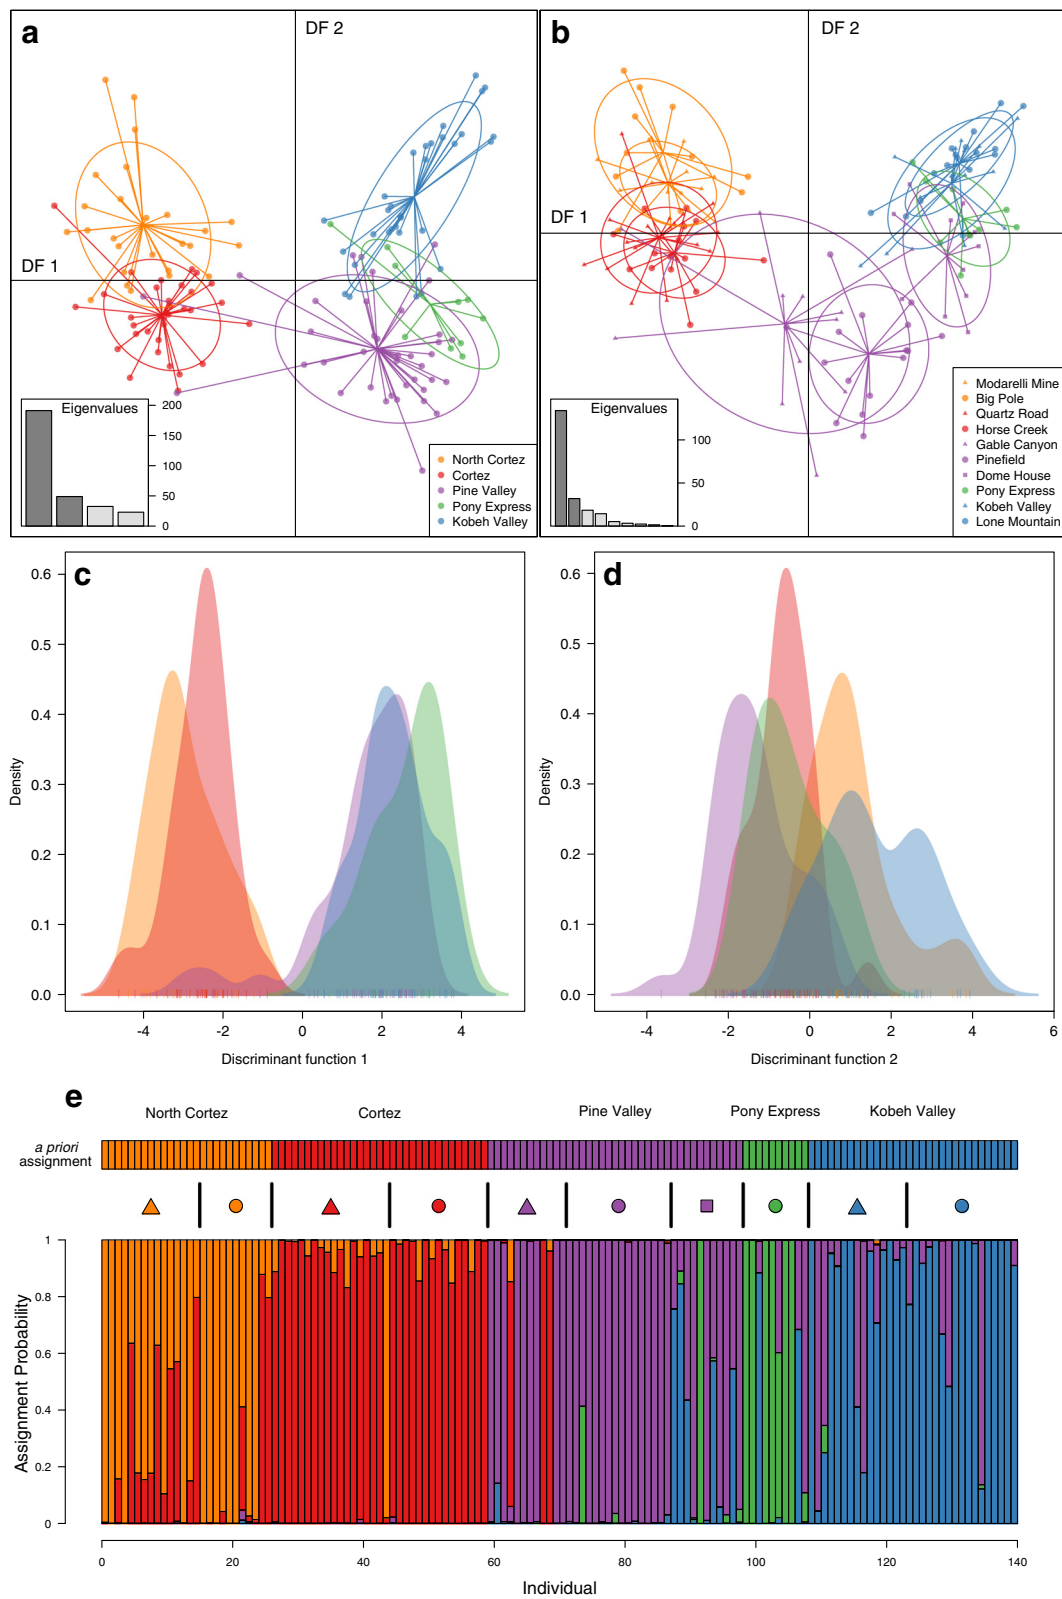 a
DF 2
DF 1
Eigenvalues
200
150
100
50
0
North Cortez
Cortez
Pine Valley
Pony Express
Kobeh Valley
b
DF 2
DF 1
Eigenvalues
100
50
0
Modarelli Mine
Big Pole
Quartz Road
Horse Creek
Gable Canyon
Pinefield
Dome House
Pony Express
Kobeh Valley
Lone Mountain
c
0.6
0.5
0.4
0.3
0.2
0.1
0.0
Density
-4 -2 0 2 4
Discriminant function 1
d
0.6
0.5
0.4
0.3
0.2
0.1
0.0
Density
-4 -2 0 2 4 6
Discriminant function 2
e
North Cortez Cortez Pine Valley Pony Express Kobeh Valley
a priori
assignment
1
0.8
0.6
0.4
0.2
0
Assignment Probability
0 20 40 60 80 100 120 140
Individual